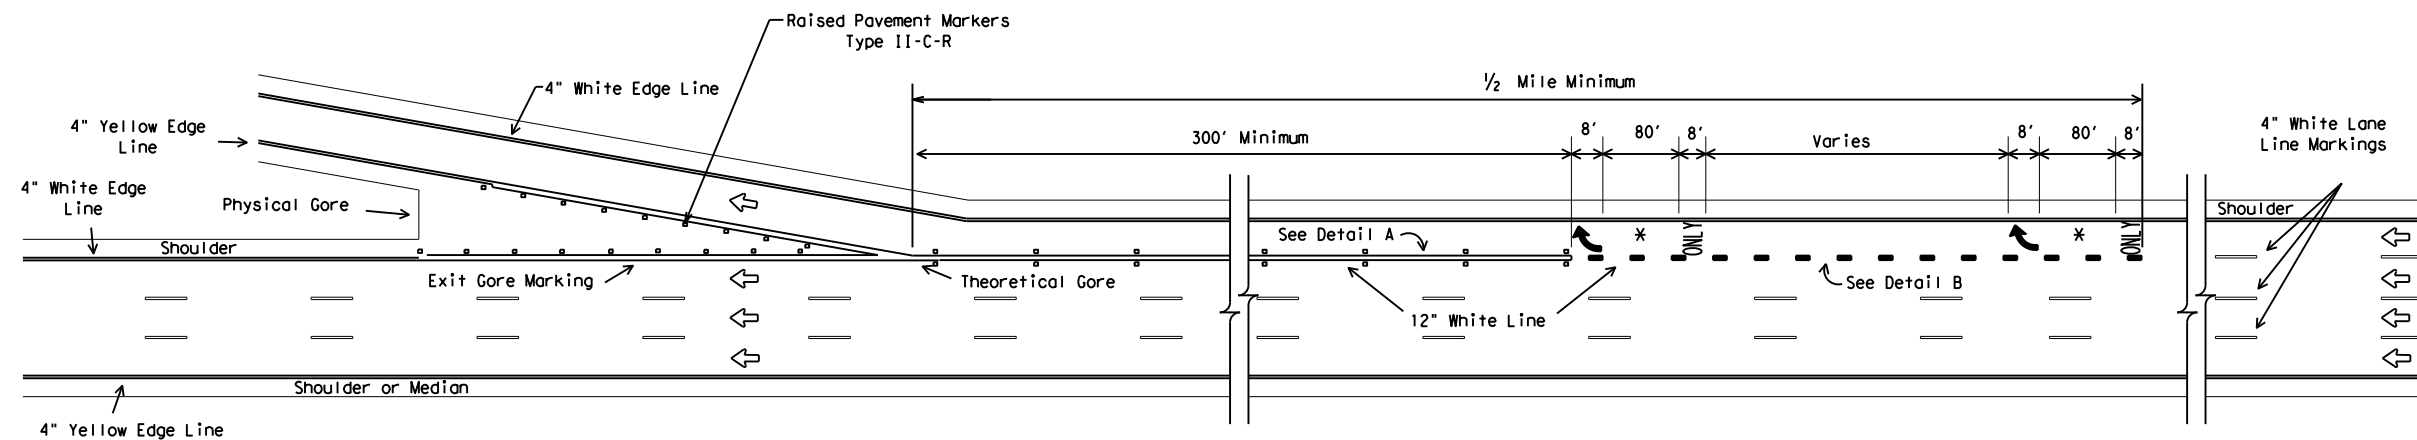 Raised Pavement Markers
Type II-C-R
½ Mile Minimum
4" White Edge Line
4" Yellow Edge
Line
300' Minimum
8'
80'
8'
Varies
8'
80'
8'
4" White Lane
Line Markings
4" White Edge
Line
Physical Gore
Shoulder
Shoulder
See Detail A
*
ONLY
*
ONLY
Exit Gore Marking
Theoretical Gore
See Detail B
12" White Line
Shoulder or Median
4" Yellow Edge Line